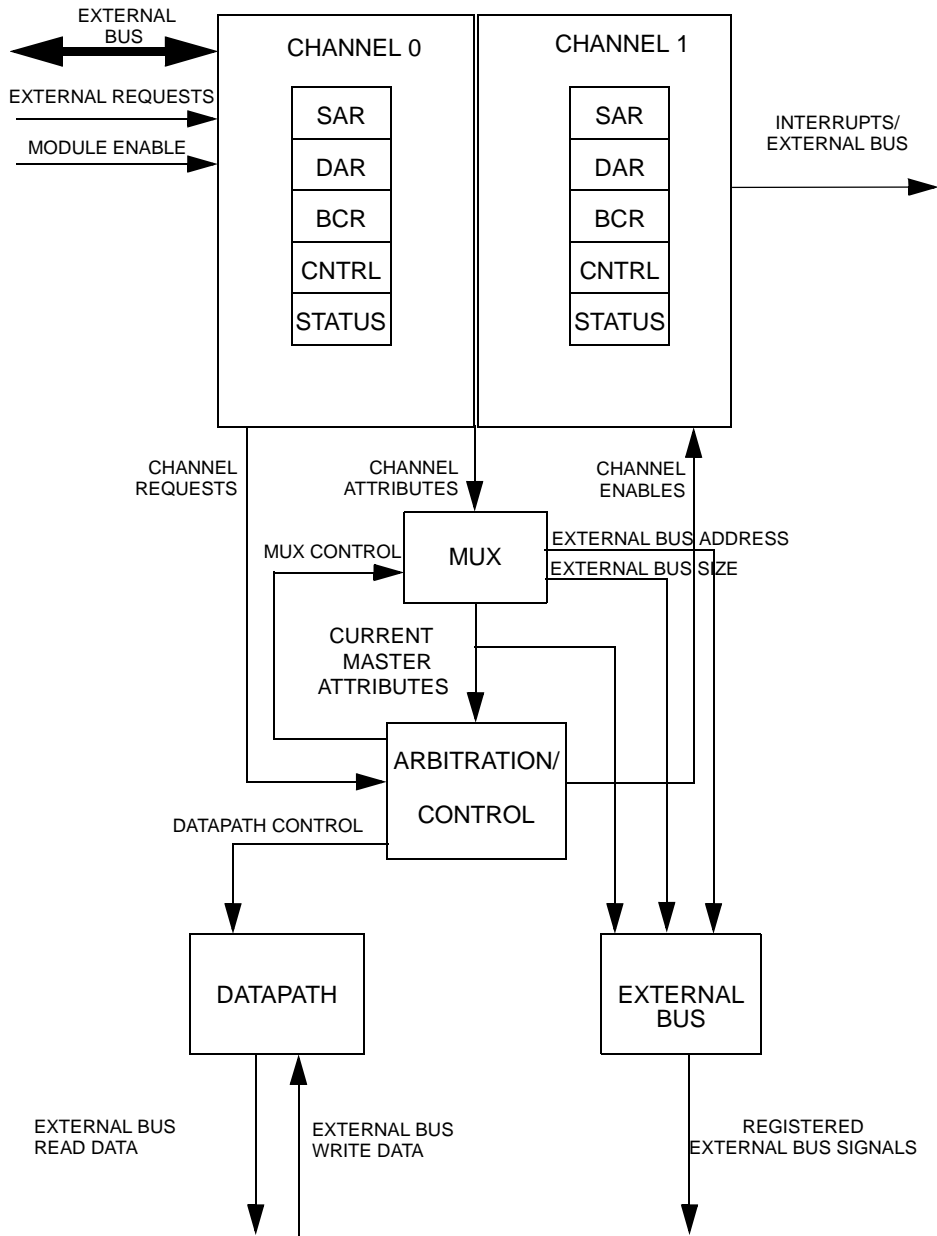 EXTERNAL
BUS
CHANNEL 0
CHANNEL 1
EXTERNAL REQUESTS
MODULE ENABLE
SAR
DAR
BCR
CNTRL
STATUS
SAR
DAR
BCR
CNTRL
STATUS
INTERRUPTS/
EXTERNAL BUS
CHANNEL
REQUESTS
CHANNEL
ATTRIBUTES
CHANNEL
ENABLES
MUX CONTROL
MUX
EXTERNAL BUS ADDRESS
EXTERNAL BUS SIZE
CURRENT
MASTER
ATTRIBUTES
ARBITRATION/
CONTROL
DATAPATH CONTROL
DATAPATH
EXTERNAL
BUS
EXTERNAL BUS
READ DATA
EXTERNAL BUS
WRITE DATA
REGISTERED
EXTERNAL BUS SIGNALS